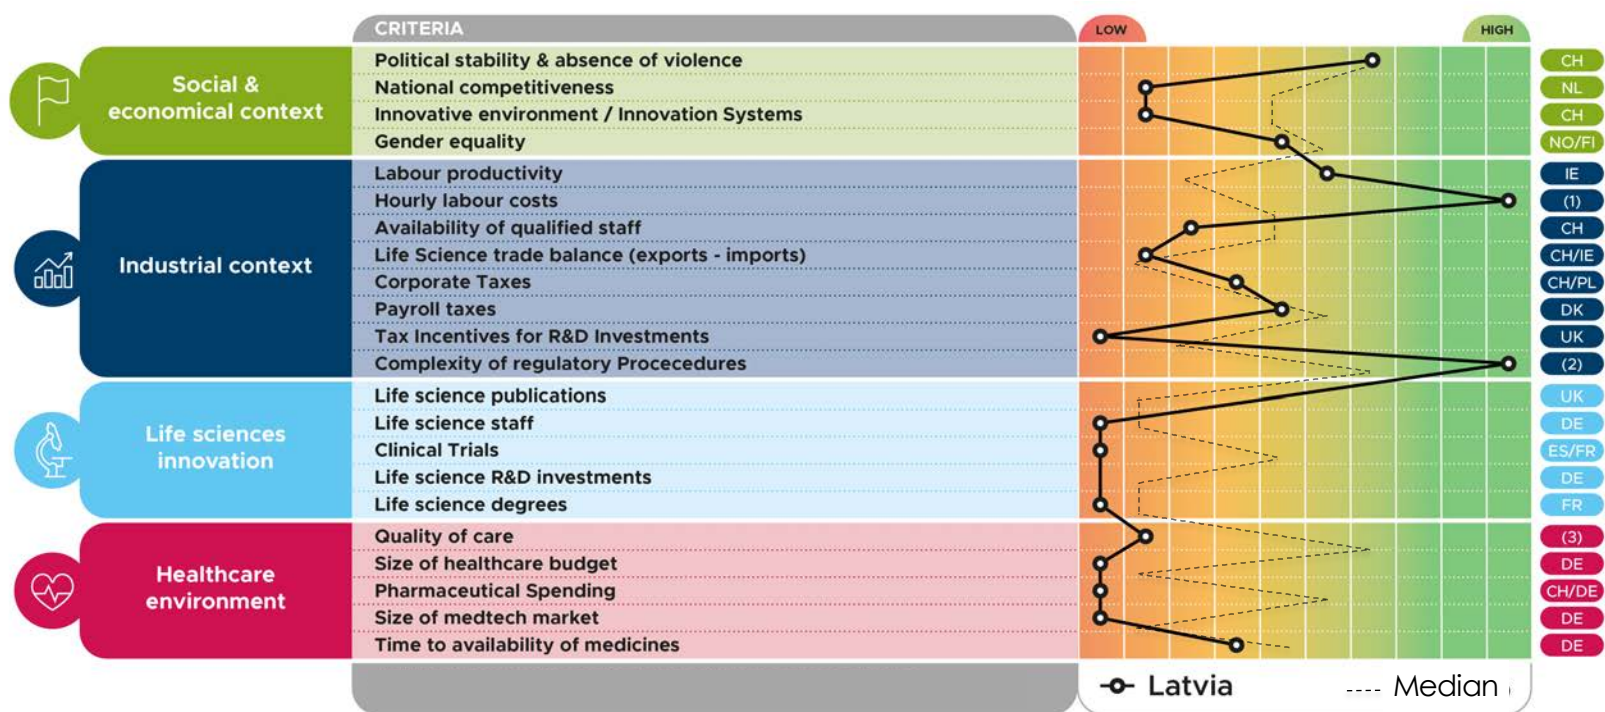 CRITERIA
LOW
HIGH
Social &
economical context
Political stability & absence of violence
CH
National competitiveness
NL
Innovative environment / Innovation Systems
CH
Gender equality
NO/FI
Industrial context
Labour productivity
IE
Hourly labour costs
(1)
Availability of qualified staff
CH
Life Science trade balance (exports - imports)
CH/IE
Corporate Taxes
CH/PL
Payroll taxes
DK
Tax Incentives for R&D Investments
UK
Complexity of regulatory Procecedures
(2)
Life sciences
innovation
Life science publications
UK
Life science staff
DE
Clinical Trials
ES/FR
Life science R&D investments
DE
Life science degrees
FR
Healthcare
environment
Quality of care
(3)
Size of healthcare budget
DE
Pharmaceutical Spending
CH/DE
Size of medtech market
DE
Time to availability of medicines
DE
Latvia
Median